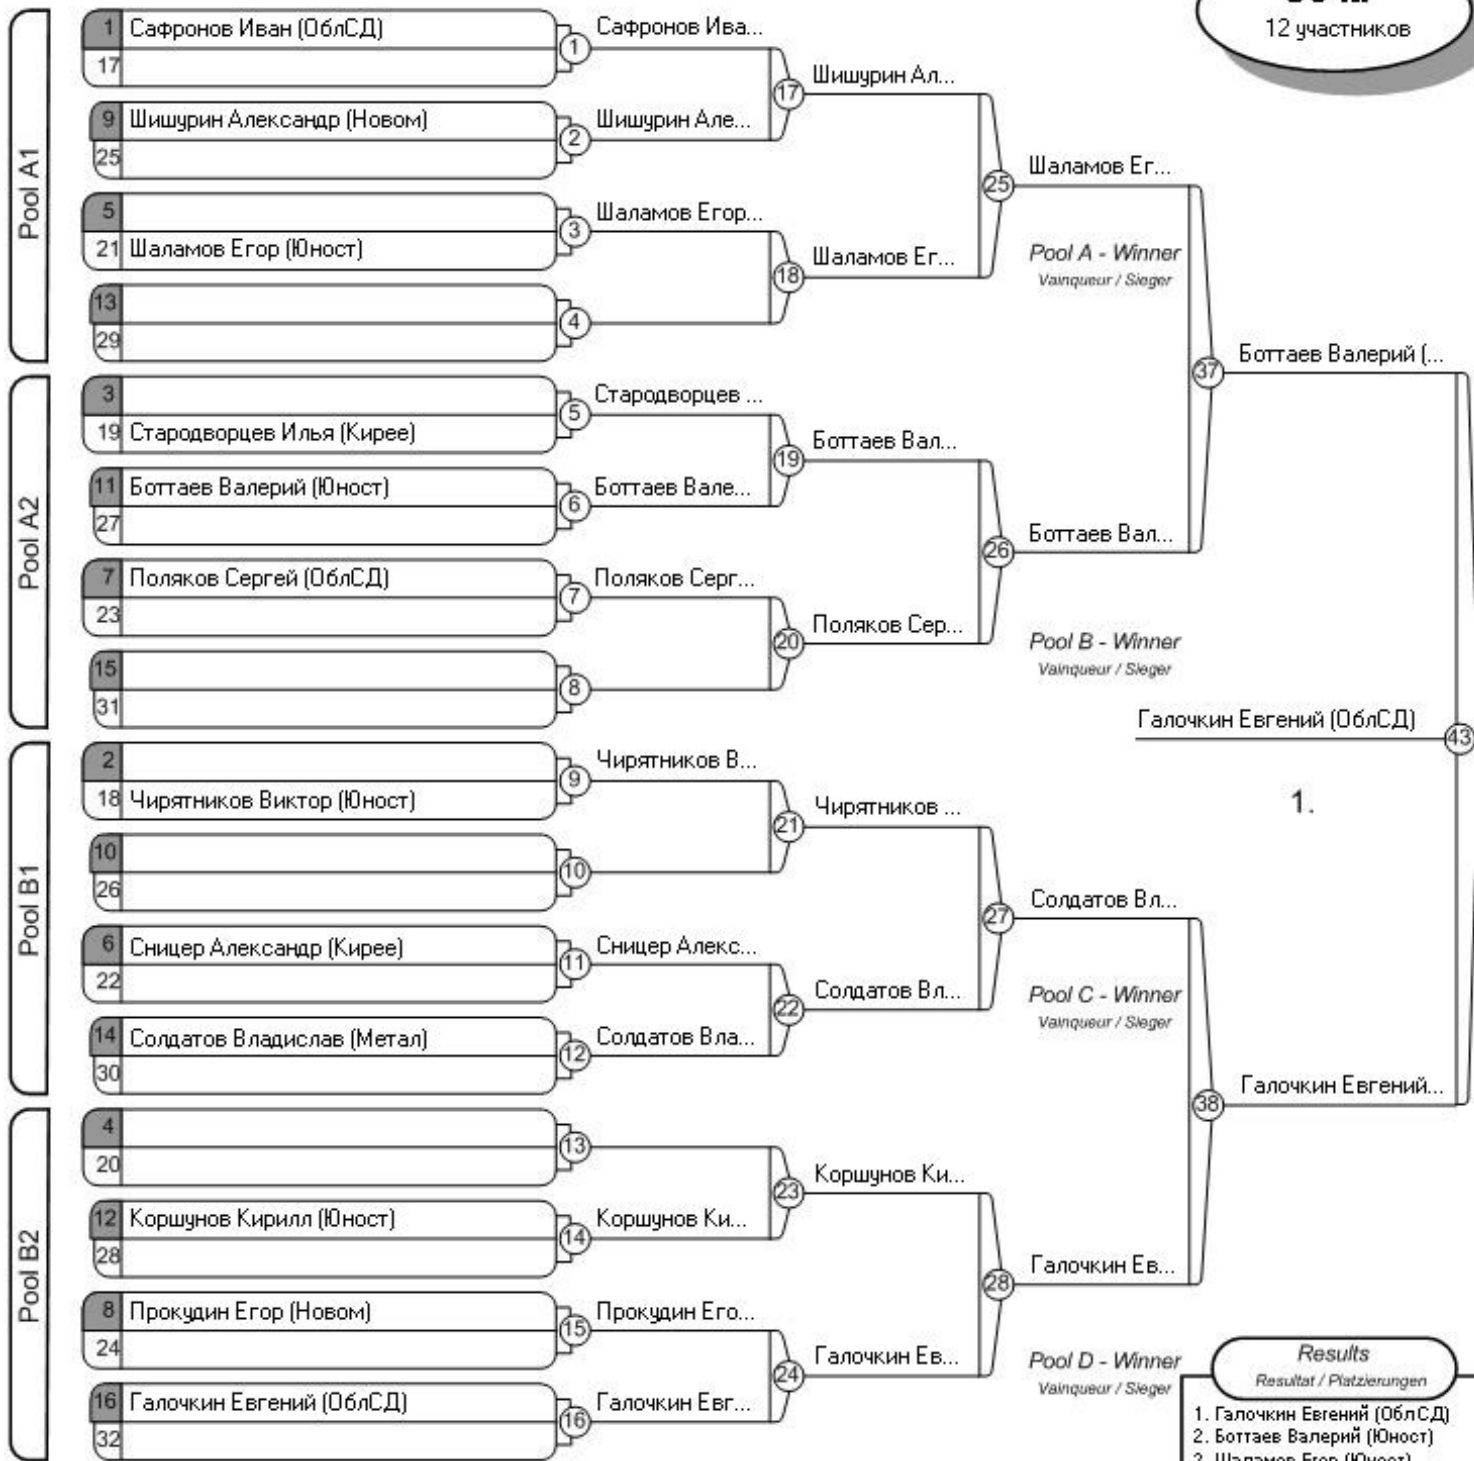 12 участников
Pool A1
1 Сафронов Иван (ОблСД)
17
1
Сафронов Ива...
9 Шишурин Александр (Новом)
25
2
Шишурин Але...
17
Шишурин Ал...
5
21 Шаламов Егор (Юност)
3
Шаламов Егор...
13
29
4
18
Шаламов Ег...
25
Шаламов Ег...
Pool A - Winner
Vainqueur / Sieger
Pool A2
3
19 Стародворцев Илья (Кирее)
5
Стародворцев ...
11 Боттаев Валерий (Юност)
27
6
Боттаев Вале...
19
Боттаев Вал...
7 Поляков Сергей (ОблСД)
23
7
Поляков Серг...
15
31
8
20
Поляков Сер...
26
Боттаев Вал...
Pool B - Winner
Vainqueur / Sieger
37
Боттаев Валерий (...
Галочкин Евгений (ОблСД)
43
1.
Pool B1
2
18 Чирятников Виктор (Юност)
9
Чирятников В...
10
26
10
21
Чирятников ...
6 Сницер Александр (Кирее)
22
11
Сницер Алекс...
14 Солдатов Владислав (Метал)
30
12
Солдатов Вла...
22
Солдатов Вл...
27
Солдатов Вл...
Pool C - Winner
Vainqueur / Sieger
Pool B2
4
20
13
12 Коршунов Кирилл (Юност)
28
14
Коршунов Ки...
23
Коршунов Ки...
8 Прокудин Егор (Новом)
24
15
Прокудин Его...
16 Галочкин Евгений (ОблСД)
32
16
Галочкин Евг...
24
Галочкин Ев...
28
Галочкин Ев...
Pool D - Winner
Vainqueur / Sieger
38
Галочкин Евгений...
Results
Resultat / Platzierungen
1. Галочкин Евгений (ОблСД)
2. Боттаев Валерий (Юност)
Шаламов Егор (Юност)